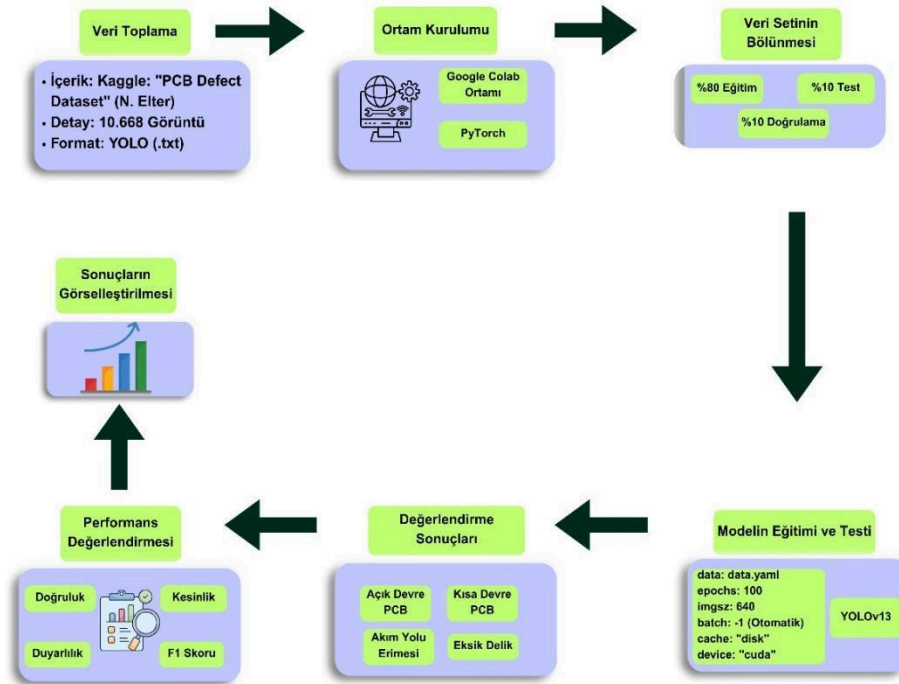 Veri Toplama
• İçerik: Kaggle: "PCB Defect
Dataset" (N. Elter)
• Detay: 10.668 Görüntü
• Format: YOLO (.txt)
Ortam Kurulumu
Google Colab
Ortamı
PyTorch
Veri Setinin
Bölünmesi
%80 Eğitim
%10 Test
%10 Doğrulama
Modelin Eğitimi ve Testi
data: data.yaml
epochs: 100
imgsz: 640
batch: -1 (Otomatik)
cache: "disk"
device: "cuda"
YOLOv13
Değerlendirme
Sonuçları
Açık Devre
PCB
Kısa Devre
PCB
Akım Yolu
Erimesi
Eksik Delik
Performans
Değerlendirmesi
Doğruluk
Kesinlik
Duyarlılık
F1 Skoru
Sonuçların
Görselleştirilmesi